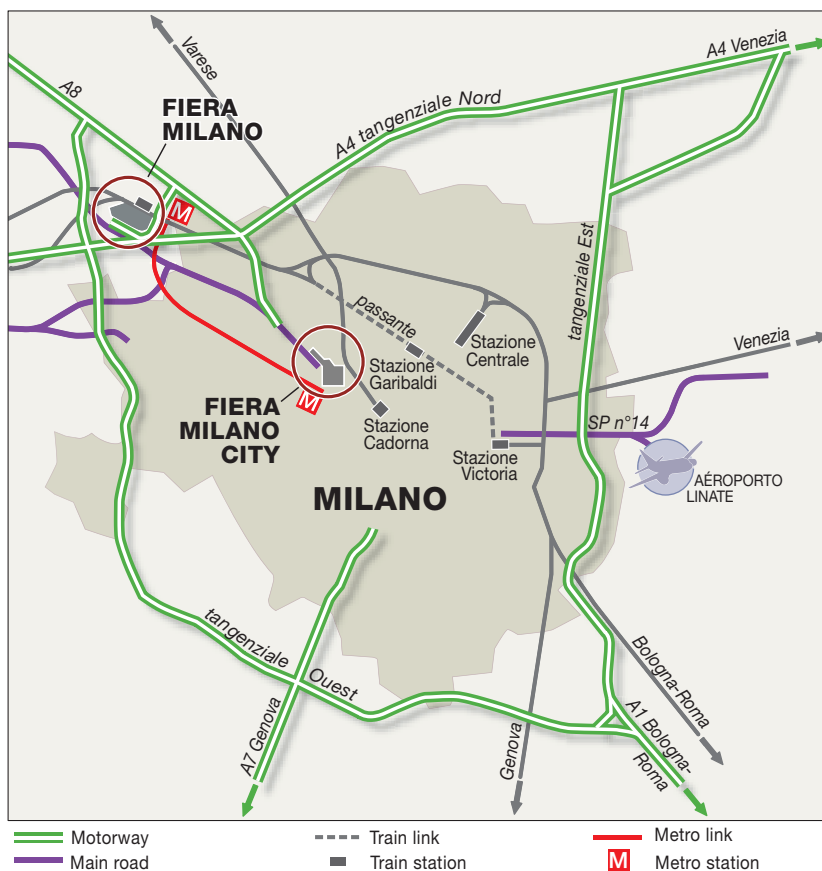 Varese
A4 Venezia
A8
FIERA
MILANO
A4 tangenziale Nord
M
tangenziale Est
passante
Stazione
Centrale
Venezia
Stazione
Garibaldi
M
FIERA
MILANO
CITY
Stazione
Cadorna
SP n°14
Stazione
Victoria
AÉROPORTO
LINATE
MILANO
tangenziale
Ouest
Bologna-Roma
A7 Genova
Genova
A1 Bologna-
Roma
Motorway
Train link
Metro link
Main road
Train station
M
Metro station